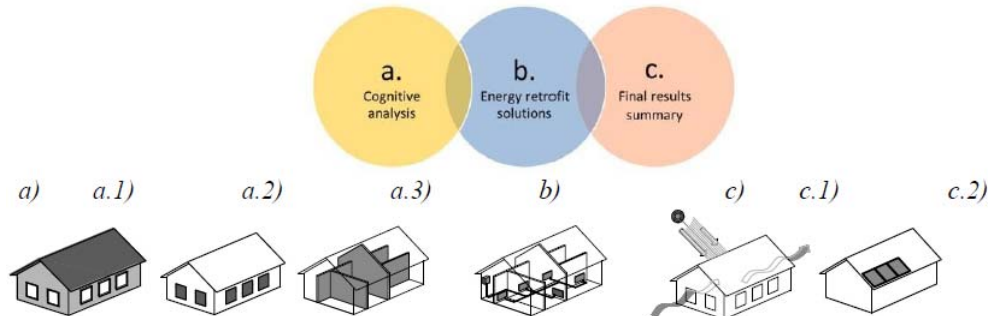 a.
Cognitive
analysis
b.
Energy retrofit
solutions
c.
Final results
summary
a) a.1) a.2) a.3) b) c) c.1) c.2)